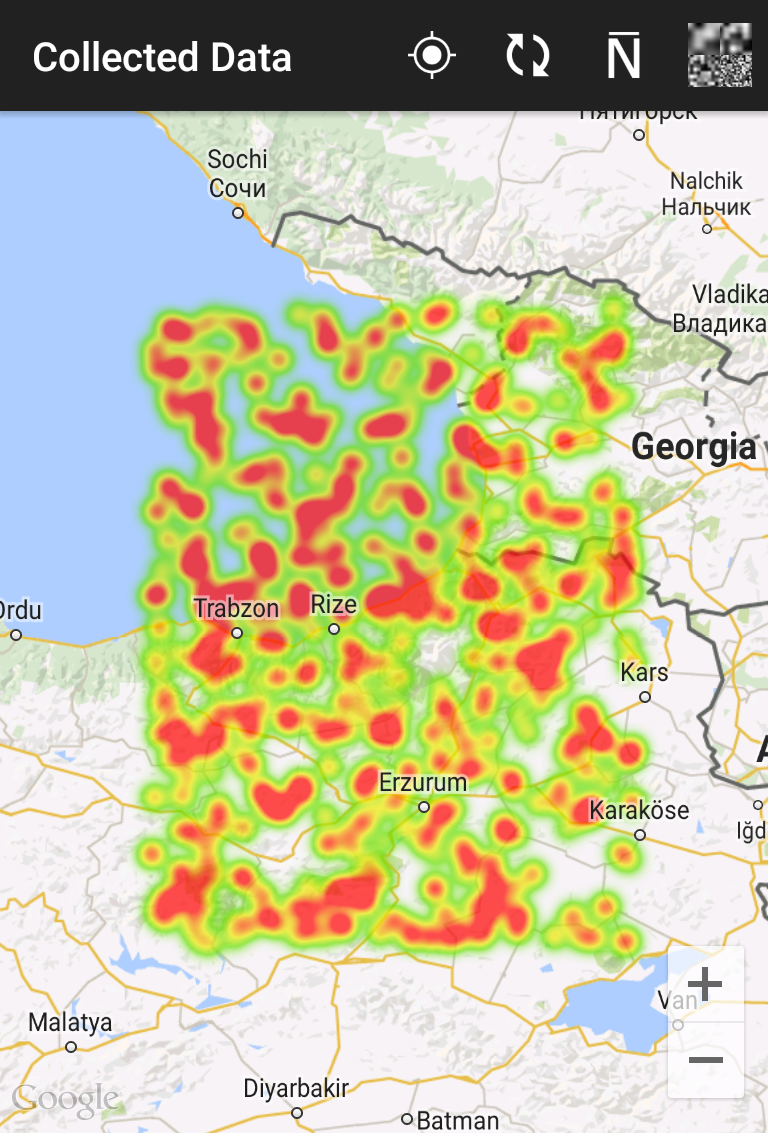 Collected Data
N
Пятигорск
Sochi
Сочи
Nalchik
Нальчик
Vladika
Владика
Georgia
Ordu
Trabzon
Rize
Kars
A
Erzurum
Karaköse
Iğd
Van
Malatya
Diyarbakir
Batman
Google